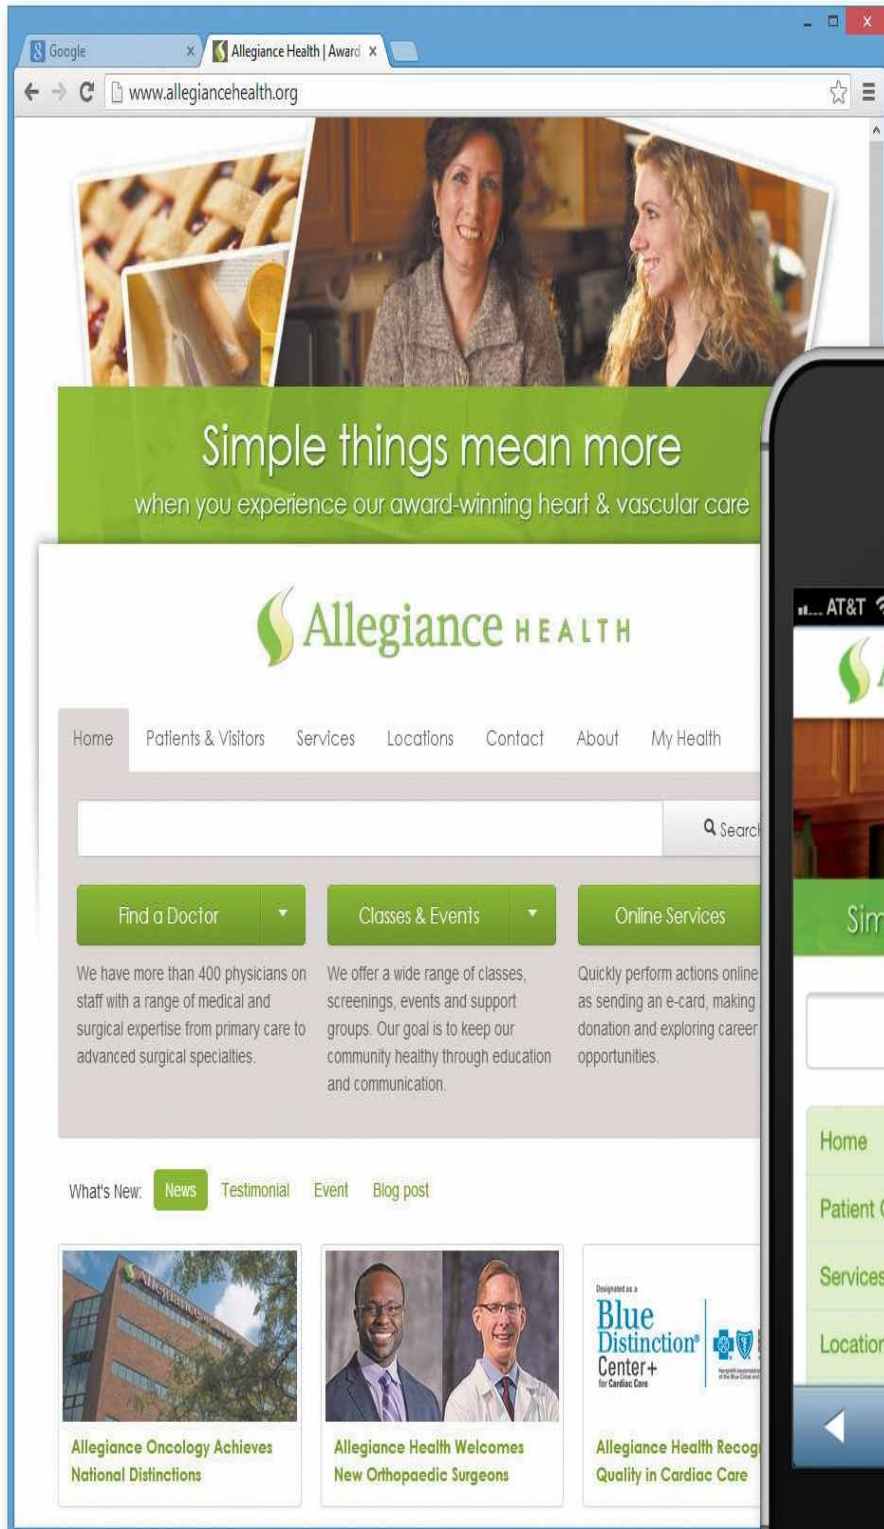 Google
Allegiance Health | Award
www.allegiancehealth.org
Simple things mean more
when you experience our award-winning heart & vascular care
Allegiance HEALTH
Home Patients & Visitors Services Locations Contact About My Health
Search
Find a Doctor
We have more than 400 physicians on
staff with a range of medical and
surgical expertise from primary care to
advanced surgical specialties.
Classes & Events
We offer a wide range of classes,
screenings, events and support
groups. Our goal is to keep our
community healthy through education
and communication.
Online Services
Quickly perform actions online
as sending an e-card, making
donation and exploring career
opportunities.
What's New: News Testimonial Event Blog post
Allegiance
Allegiance Oncology Achieves
National Distinctions
Allegiance Health Welcomes
New Orthopaedic Surgeons
Designated as a
Blue
Distinction®
Center+
for Cardiac Care
Allegiance Health Recog
Quality in Cardiac Care
AT&T
A
Sim
Home
Patient
Services
Location